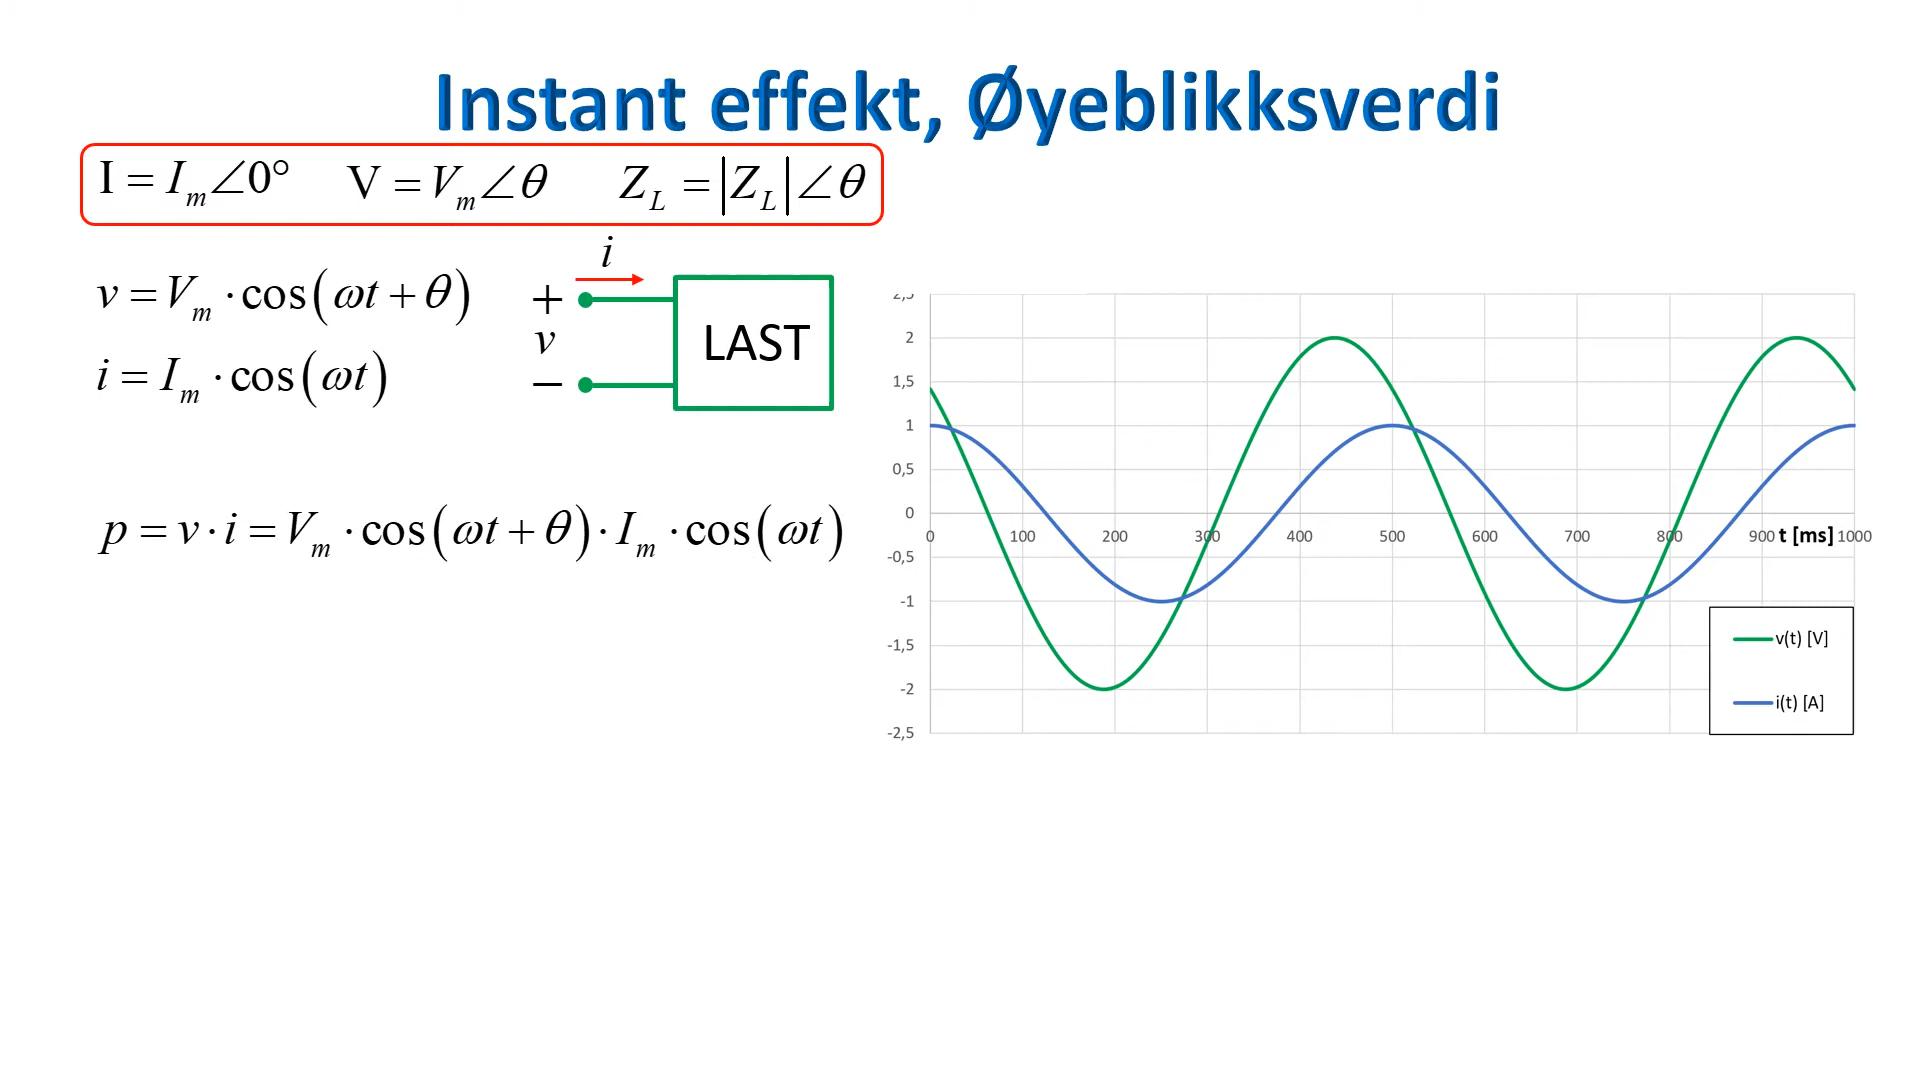 Instant effekt, Øyeblikksverdi
I = I_m∠0° V = V_m∠θ Z_L = |Z_L|∠θ
v = V_m · cos(ωt + θ)
i = I_m · cos(ωt)
i
+
v
−
LAST
p = v · i = V_m · cos(ωt + θ) · I_m · cos(ωt)
2,5
2
1,5
1
0,5
0
-0,5
-1
-1,5
-2
-2,5
0 100 200 300 400 500 600 700 800 900 t [ms] 1000
v(t) [V]
i(t) [A]